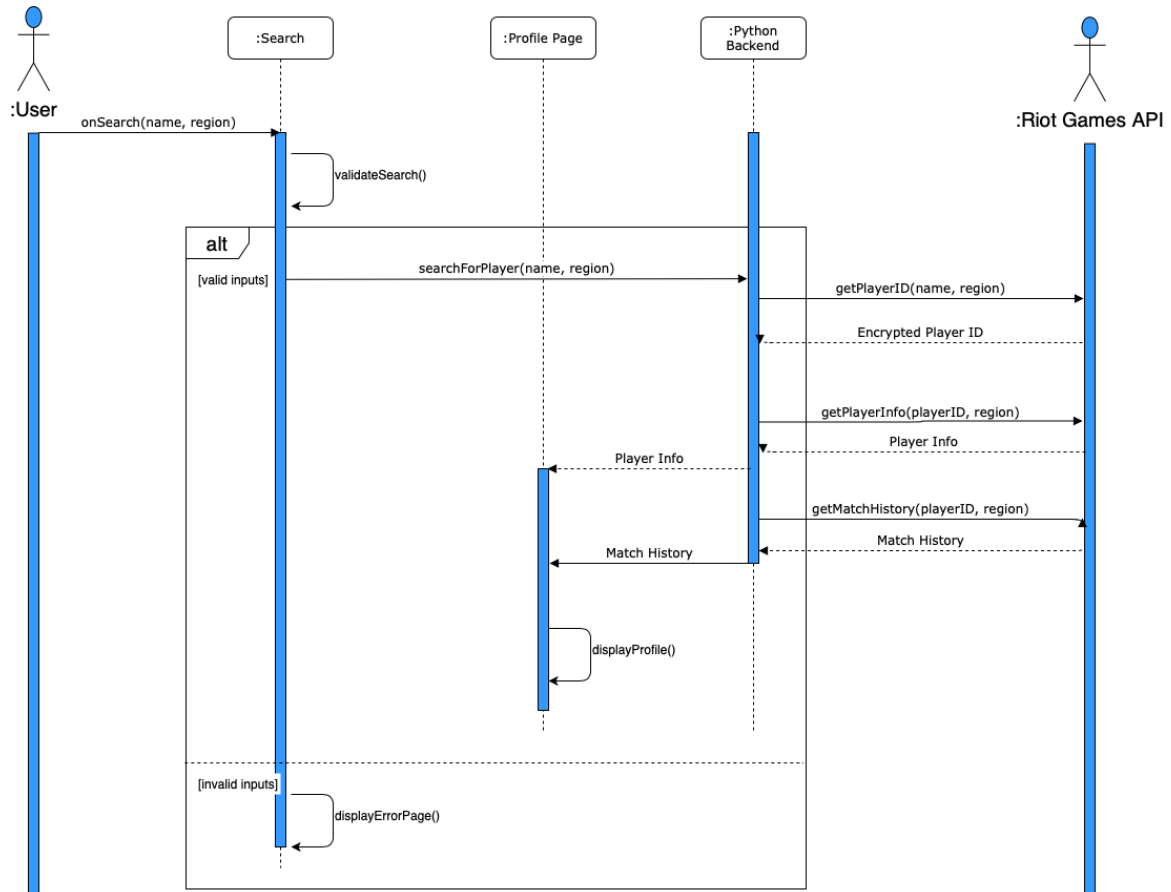 :Search
:Profile Page
:Python
Backend
:User
:Riot Games API
onSearch(name, region)
validateSearch()
alt
[valid inputs]
searchForPlayer(name, region)
getPlayerID(name, region)
Encrypted Player ID
getPlayerInfo(playerID, region)
Player Info
Player Info
getMatchHistory(playerID, region)
Match History
Match History
displayProfile()
[invalid inputs]
displayErrorPage()